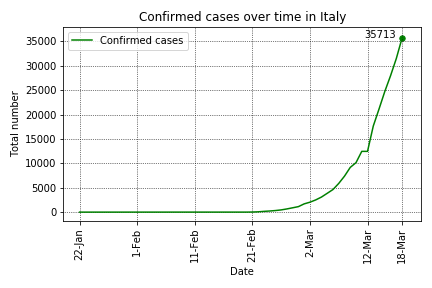 Confirmed cases over time in Italy
Confirmed cases
35713
Total number
35000
30000
25000
20000
15000
10000
5000
0
22-Jan
1-Feb
11-Feb
21-Feb
2-Mar
12-Mar
18-Mar
Date